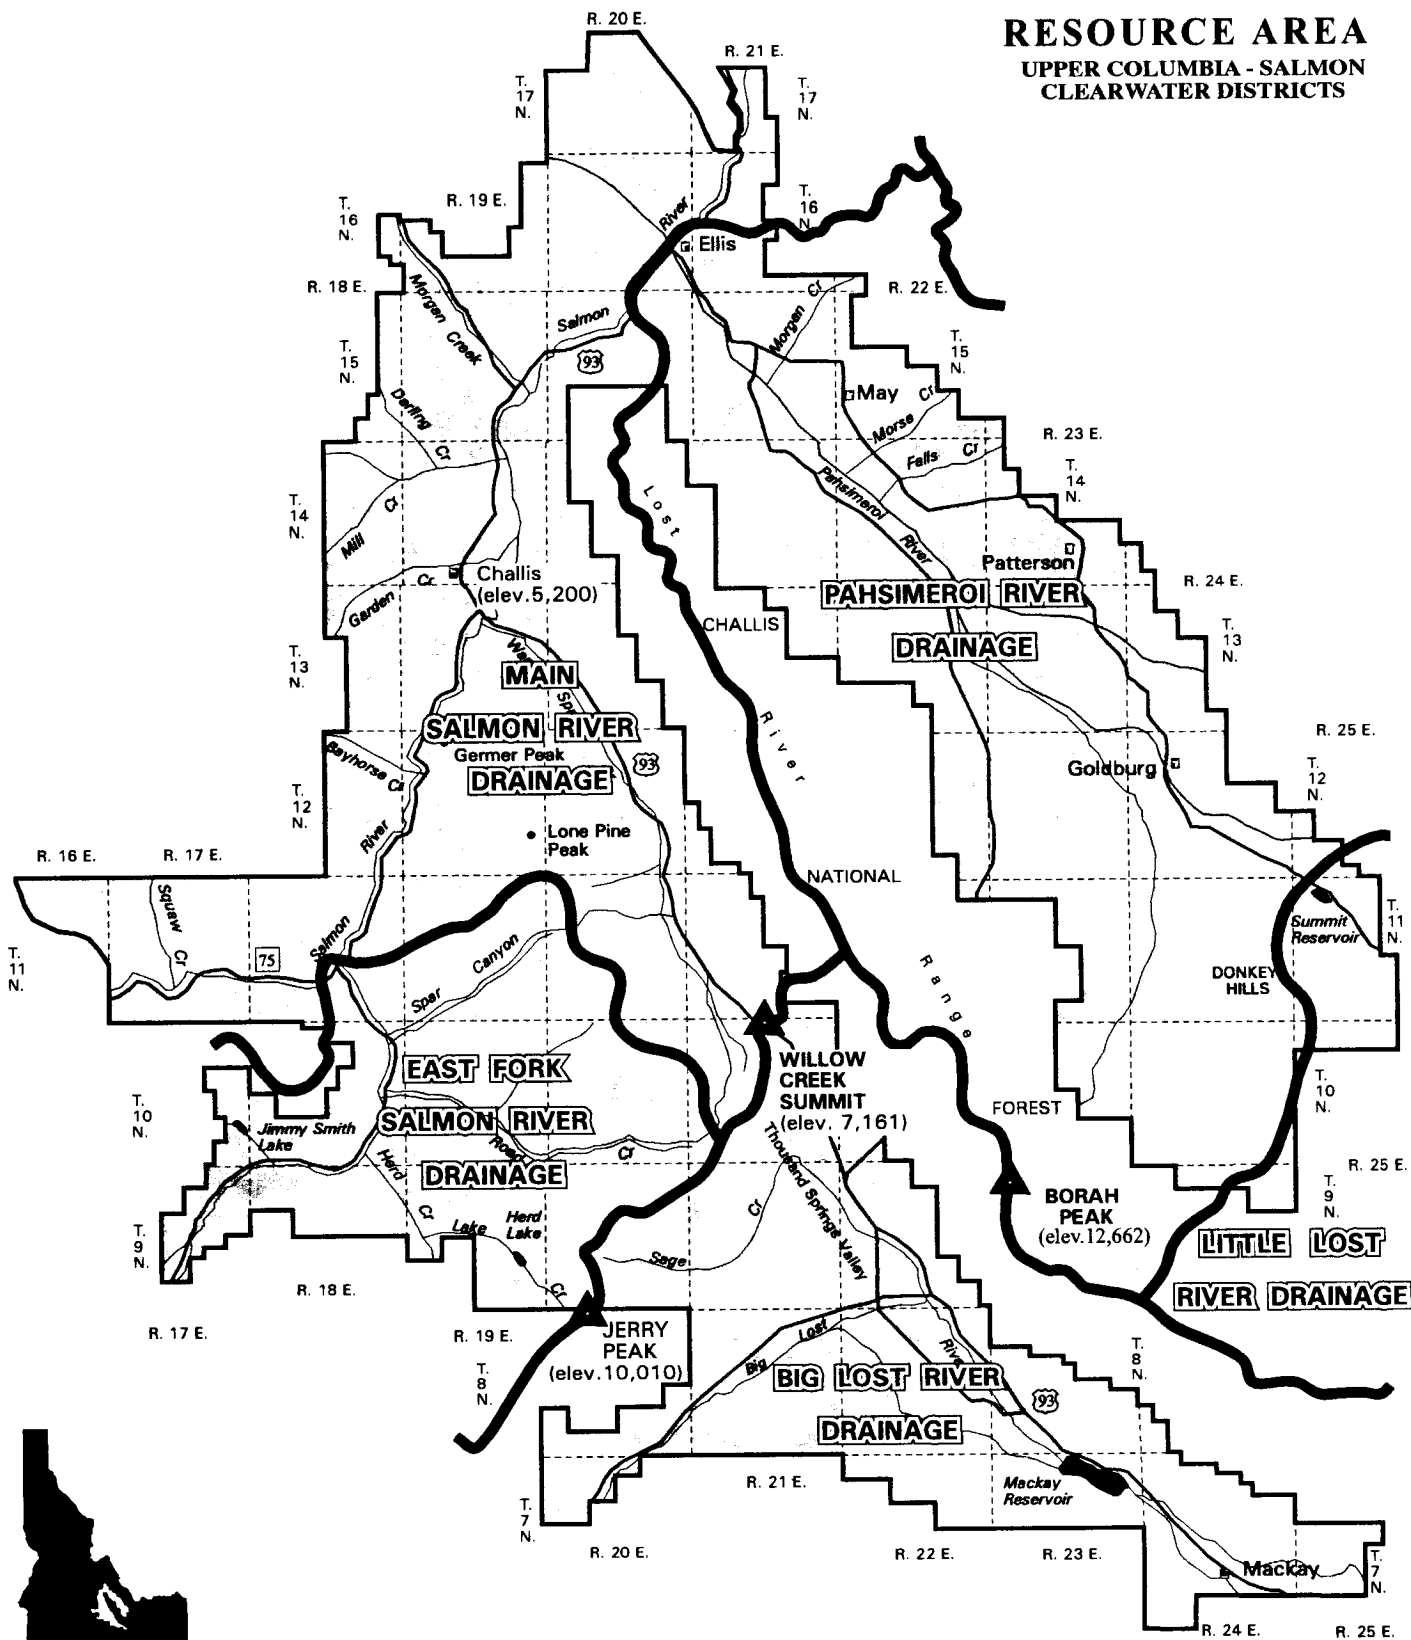 RESOURCE AREA
UPPER COLUMBIA - SALMON
CLEARWATER DISTRICTS
R. 20 E.
R. 21 E.
T.
17
N.
T.
17
N.
R. 19 E.
T.
16
N.
T.
16
N.
River
Ellis
R. 18 E.
R. 22 E.
Morgan Creek
Salmon
93
Morgan Cr
T.
15
N.
T.
15
N.
May
Darling
Cr
Morse Cr
Falls Cr
R. 23 E.
T.
14
N.
T.
14
N.
Mill Cr
Lost
Pahsimeroi
River
Patterson
Challis
(elev.5,200)
Garden Cr
R. 24 E.
PAHSIMEROI RIVER
DRAINAGE
CHALLIS
T.
13
N.
T.
13
N.
MAIN
SALMON RIVER
DRAINAGE
Germer Peak
River
Bayhorse Cr
93
Goldburg
R. 25 E.
T.
12
N.
T.
12
N.
River
Lone Pine
Peak
R. 16 E.
R. 17 E.
NATIONAL
Squaw
Cr
Salmon
75
T.
11
N.
T.
11
N.
Summit
Reservoir
Spar Canyon
Range
DONKEY
HILLS
EAST FORK
SALMON RIVER
DRAINAGE
WILLOW
CREEK
SUMMIT
(elev. 7,161)
FOREST
T.
10
N.
T.
10
N.
Jimmy Smith
Lake
Road
Cr
Herd
Cr
Thousand Springs Valley
R. 25 E.
T.
9
N.
T.
9
N.
BORAH
PEAK
(elev.12,662)
LITTLE LOST
RIVER DRAINAGE
Lake
Herd
Lake
Cr
Sage
Cr
R. 18 E.
R. 17 E.
R. 19 E.
JERRY
PEAK
(elev.10,010)
T.
8
N.
T.
8
N.
Big
Lost
River
BIG LOST RIVER
DRAINAGE
93
R. 21 E.
Mackay
Reservoir
T.
7
N.
R. 20 E.
R. 22 E.
R. 23 E.
Mackay
T.
7
N.
R. 24 E.
R. 25 E.